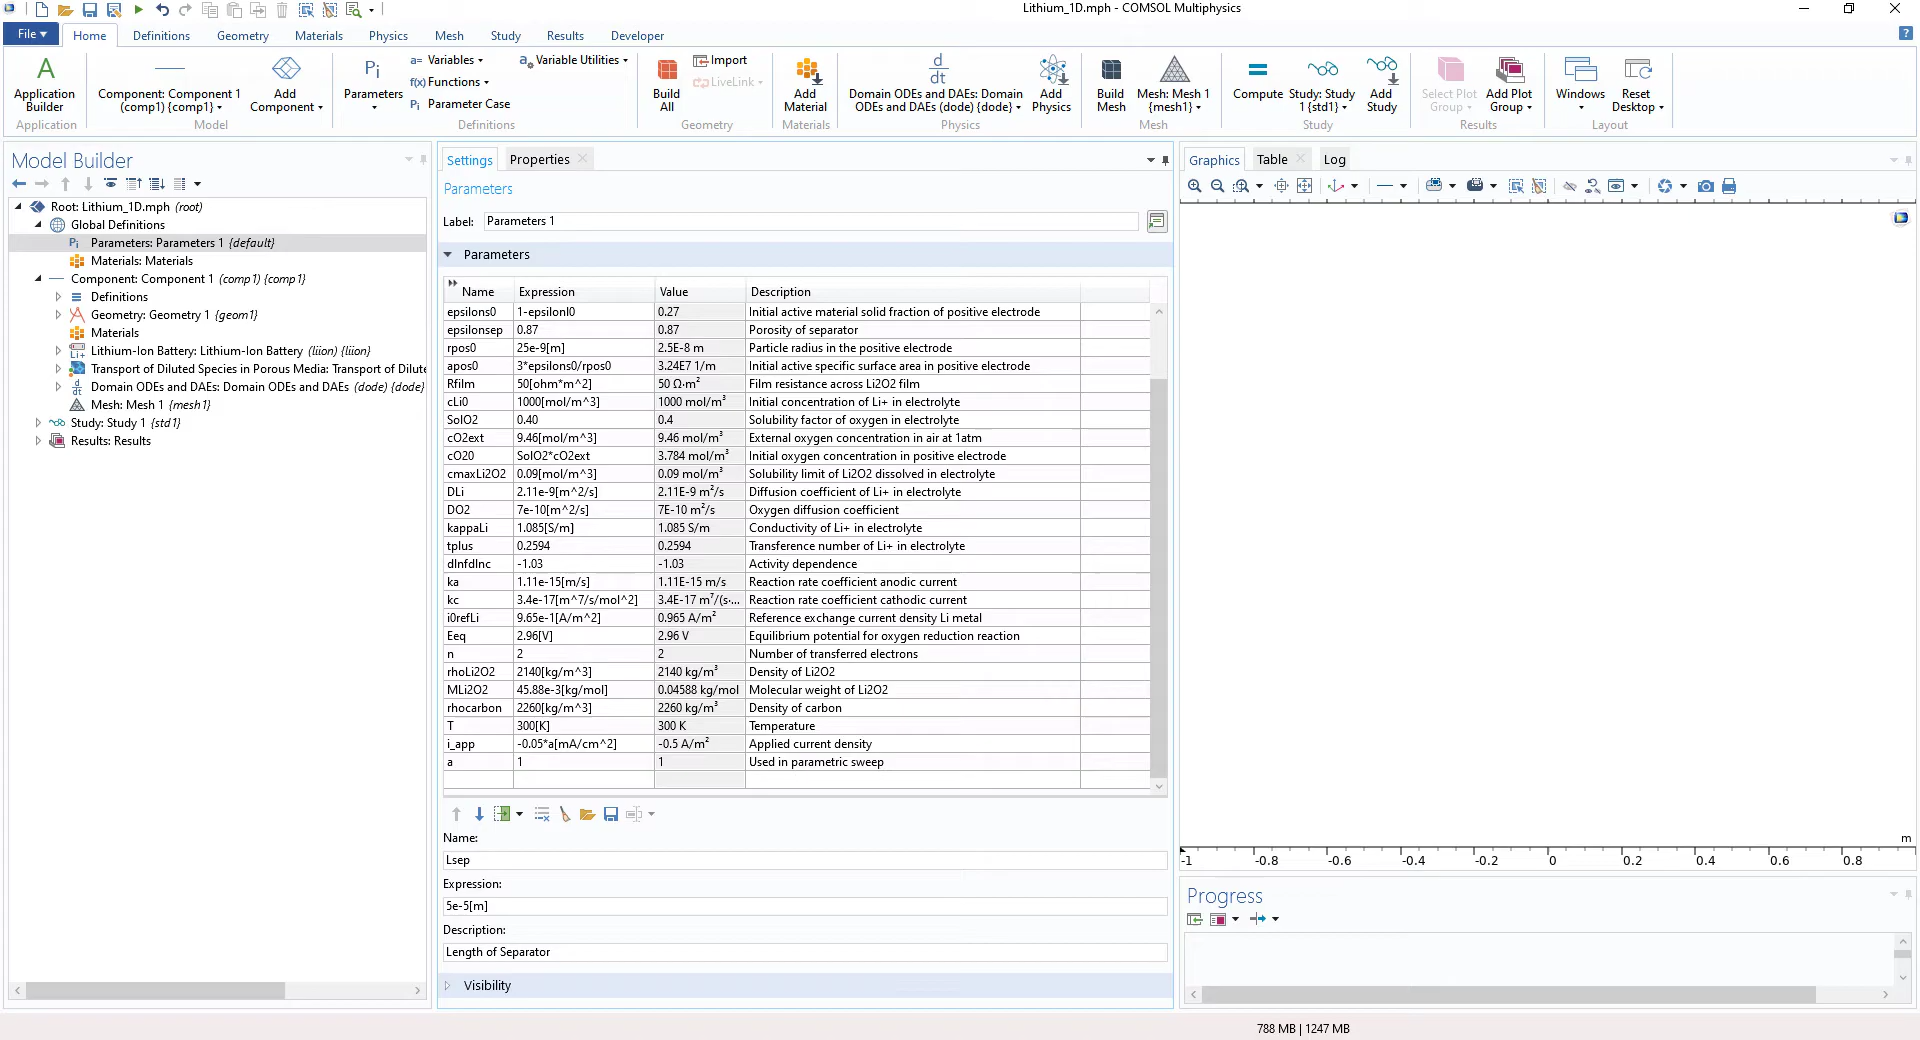 Lithium_1D.mph - COMSOL Multiphysics
File Home Definitions Geometry Materials Physics Mesh Study Results Developer
Application Builder
Application
Component: Component 1 (comp1) {comp1}
Add Component
Model
Pi Parameters
a= Variables
f(x) Functions
Pi Parameter Case
a= Variable Utilities
Definitions
Build All
Import
LiveLink
Geometry
Add Material
Materials
d/dt
Domain ODEs and DAEs: Domain ODEs and DAEs (dode) {dode}
Add Physics
Physics
Build Mesh
Mesh: Mesh 1 {mesh1}
Mesh
Compute
Study: Study 1 {std1}
Add Study
Study
Select Plot Group
Add Plot Group
Results
Windows
Reset Desktop
Layout
Model Builder
Root: Lithium_1D.mph (root)
Global Definitions
Pi Parameters: Parameters 1 {default}
Materials: Materials
Component: Component 1 (comp1) {comp1}
Definitions
Geometry: Geometry 1 {geom1}
Materials
Lithium-Ion Battery: Lithium-Ion Battery (liion) {liion}
Transport of Diluted Species in Porous Media: Transport of Dilute
Domain ODEs and DAEs: Domain ODEs and DAEs (dode) {dode}
Mesh: Mesh 1 {mesh1}
Study: Study 1 {std1}
Results: Results
Settings Properties
Parameters
Label: Parameters 1
Parameters
Name Expression Value Description
epsilons0 1-epsilonl0 0.27 Initial active material solid fraction of positive electrode
epsilonsep 0.87 0.87 Porosity of separator
rpos0 25e-9[m] 2.5E-8 m Particle radius in the positive electrode
apos0 3*epsilons0/rpos0 3.24E7 1/m Initial active specific surface area in positive electrode
Rfilm 50[ohm*m^2] 50 Ω·m² Film resistance across Li2O2 film
cLi0 1000[mol/m^3] 1000 mol/m³ Initial concentration of Li+ in electrolyte
SolO2 0.40 0.4 Solubility factor of oxygen in electrolyte
cO2ext 9.46[mol/m^3] 9.46 mol/m³ External oxygen concentration in air at 1atm
cO20 SolO2*cO2ext 3.784 mol/m³ Initial oxygen concentration in positive electrode
cmaxLi2O2 0.09[mol/m^3] 0.09 mol/m³ Solubility limit of Li2O2 dissolved in electrolyte
DLi 2.11e-9[m^2/s] 2.11E-9 m²/s Diffusion coefficient of Li+ in electrolyte
DO2 7e-10[m^2/s] 7E-10 m²/s Oxygen diffusion coefficient
kappaLi 1.085[S/m] 1.085 S/m Conductivity of Li+ in electrolyte
tplus 0.2594 0.2594 Transference number of Li+ in electrolyte
dlnfdlnc -1.03 -1.03 Activity dependence
ka 1.11e-15[m/s] 1.11E-15 m/s Reaction rate coefficient anodic current
kc 3.4e-17[m^7/s/mol^2] 3.4E-17 m⁷/(s·... Reaction rate coefficient cathodic current
i0refLi 9.65e-1[A/m^2] 0.965 A/m² Reference exchange current density Li metal
Eeq 2.96[V] 2.96 V Equilibrium potential for oxygen reduction reaction
n 2 2 Number of transferred electrons
rhoLi2O2 2140[kg/m^3] 2140 kg/m³ Density of Li2O2
MLi2O2 45.88e-3[kg/mol] 0.04588 kg/mol Molecular weight of Li2O2
rhocarbon 2260[kg/m^3] 2260 kg/m³ Density of carbon
T 300[K] 300 K Temperature
i_app -0.05*a[mA/cm^2] -0.5 A/m² Applied current density
a 1 1 Used in parametric sweep
Name:
Lsep
Expression:
5e-5[m]
Description:
Length of Separator
Visibility
Graphics Table Log
m
-1 -0.8 -0.6 -0.4 -0.2 0 0.2 0.4 0.6 0.8
Progress
788 MB | 1247 MB